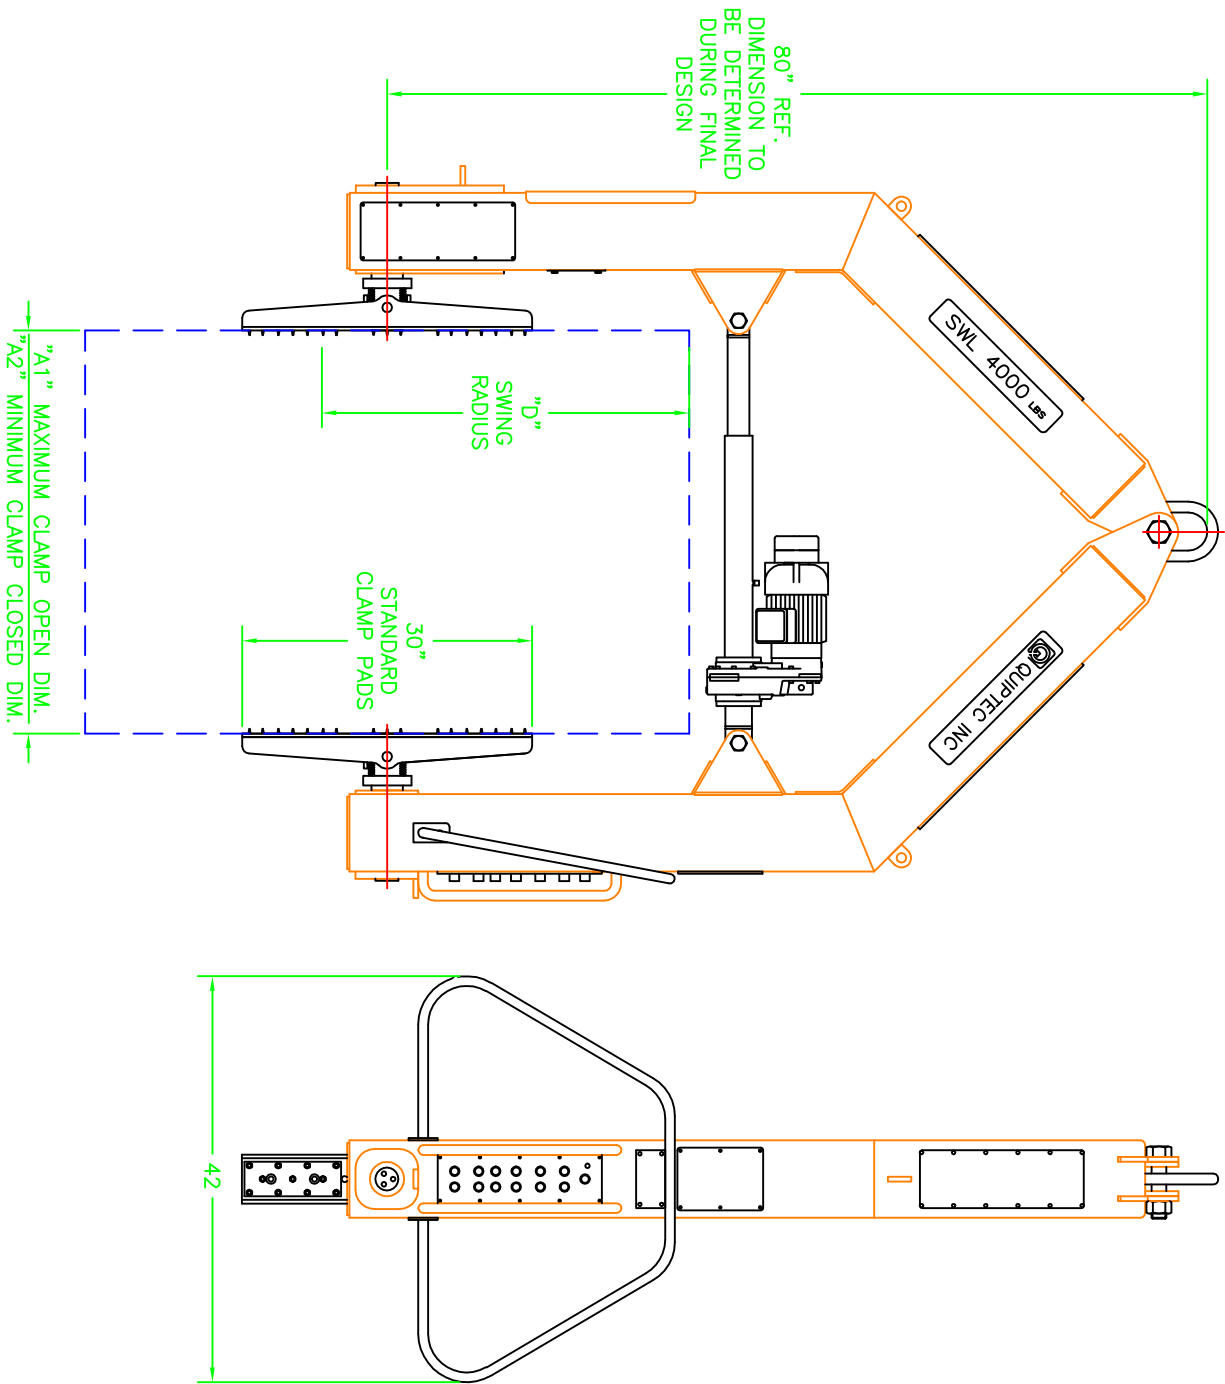 80" REF.
DIMENSION TO
BE DETERMINED
DURING FINAL
DESIGN
SWL 4000 LBS
QUIPTEC INC
"D"
SWING
RADIUS
30"
STANDARD
CLAMP PADS
"A1" MAXIMUM CLAMP OPEN DIM.
"A2" MINIMUM CLAMP CLOSED DIM.
42